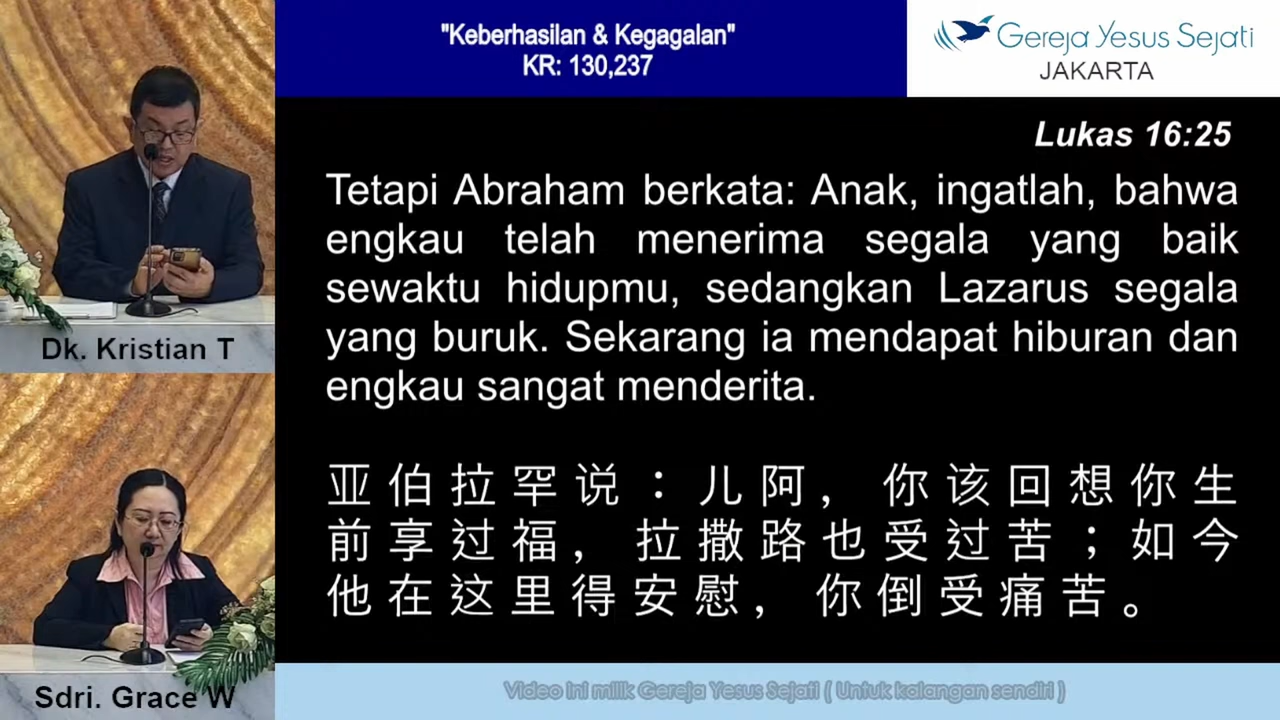 "Keberhasilan & Kegagalan"
KR: 130,237
Gereja Yesus Sejati
JAKARTA
Lukas 16:25
Tetapi Abraham berkata: Anak, ingatlah, bahwa
engkau telah menerima segala yang baik
sewaktu hidupmu, sedangkan Lazarus segala
yang buruk. Sekarang ia mendapat hiburan dan
engkau sangat menderita.
亚伯拉罕说：儿阿，你该回想你生
前享过福，拉撒路也受过苦；如今
他在这里得安慰，你倒受痛苦。
Dk. Kristian T
Sdri. Grace W
Video ini milik Gereja Yesus Sejati ( Untuk kalangan sendiri )